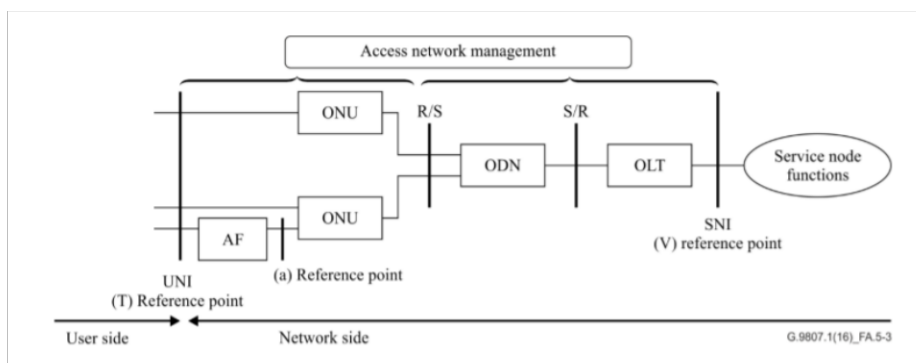 Access network management
ONU
R/S
S/R
ODN
OLT
Service node
functions
ONU
AF
SNI
(V) reference point
(a) Reference point
UNI
(T) Reference point
User side
Network side
G.9807.1(16)_FA.5-3